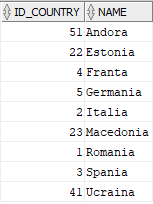 ID_COUNTRY NAME
51 Andora
22 Estonia
4 Franta
5 Germania
2 Italia
23 Macedonia
1 Romania
3 Spania
41 Ucraina